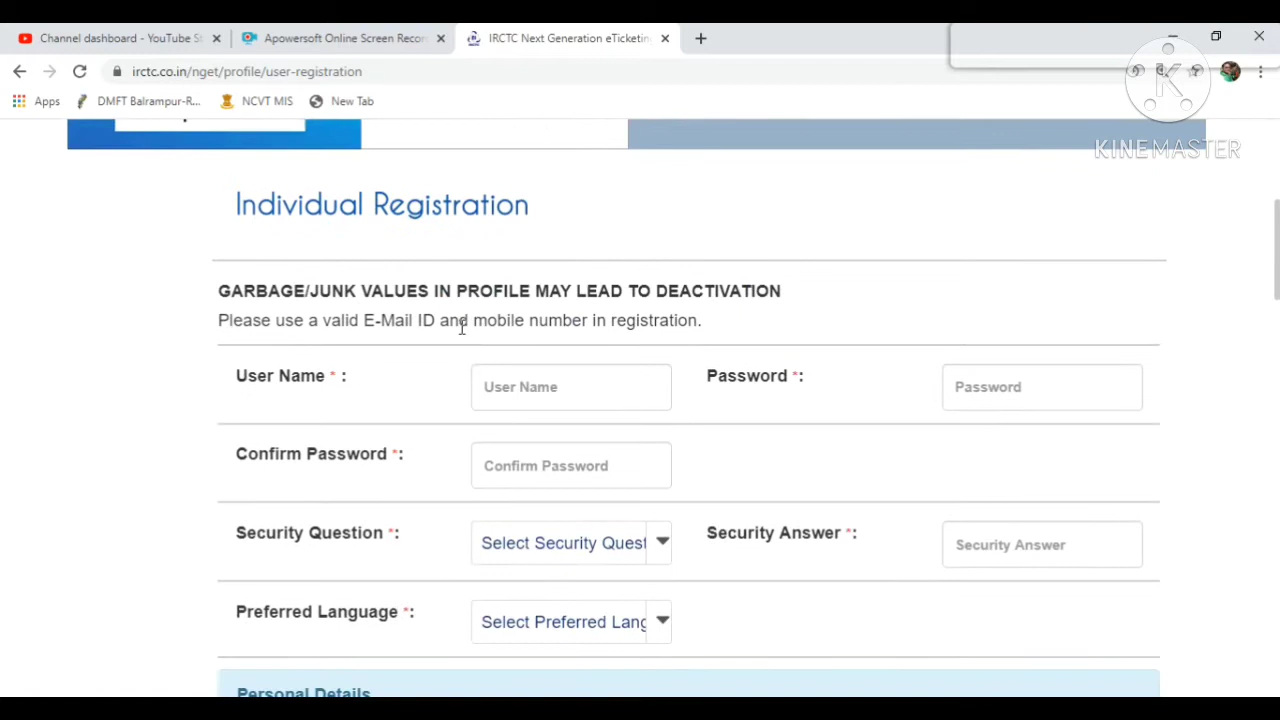 Channel dashboard - YouTube St
Apowersoft Online Screen Recor
IRCTC Next Generation eTicketin
irctc.co.in/nget/profile/user-registration
Apps
DMFT Balrampur-R...
NCVT MIS
New Tab
KINEMASTER
Individual Registration
GARBAGE/JUNK VALUES IN PROFILE MAY LEAD TO DEACTIVATION
Please use a valid E-Mail ID and mobile number in registration.
User Name * :
User Name
Password *:
Password
Confirm Password *:
Confirm Password
Security Question *:
Select Security Quest
Security Answer *:
Security Answer
Preferred Language *:
Select Preferred Lang
Personal Details